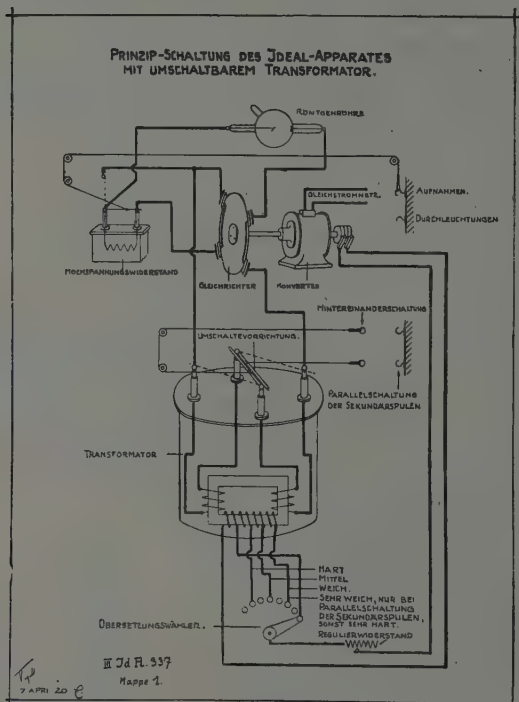 PRINZIP-SCHALTUNG DES IDEAL-APPARATES
MIT UMSCHALTBAREM TRANSFORMATOR.
RÖNTGENRÖHRE
GLEICHSTROMNETZ.
AUFNAHMEN.
DURCHLEUCHTUNGEN
HOCHSPANNUNGSWIDERSTAND
GLEICHRICHTER
KONVERTER
HINTEREINANDERSCHALTUNG
UMSCHALTEVORRICHTUNG.
PARALLELSCHALTUNG
DER SEKUNDÄRSPULEN
TRANSFORMATOR
HART
MITTEL
WEICH.
SEHR WEICH, NUR BEI
PARALLELSCHALTUNG
DER SEKUNDÄRSPULEN,
SONST SEHR HART.
ÜBERSETZUNGSWÄHLER.
REGULIERWIDERSTAND
III Jd A. 337
Mappe 1.
7 APRI 20